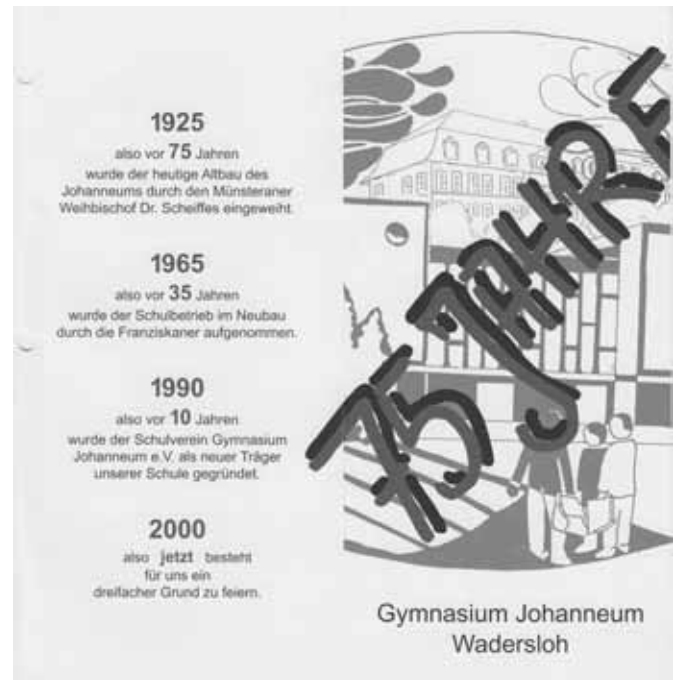 1925
also vor 75 Jahren
wurde der heutige Altbau des
Johanneums durch den Münsteraner
Weihbischof Dr. Scheiffes eingeweiht.
1965
also vor 35 Jahren
wurde der Schulbetrieb im Neubau
durch die Franziskaner aufgenommen.
1990
also vor 10 Jahren
wurde der Schulverein Gymnasium
Johanneum e.V. als neuer Träger
unserer Schule gegründet.
2000
also jetzt besteht
für uns ein
dreifacher Grund zu feiern.
75 JAHRE
Gymnasium Johanneum
Wadersloh